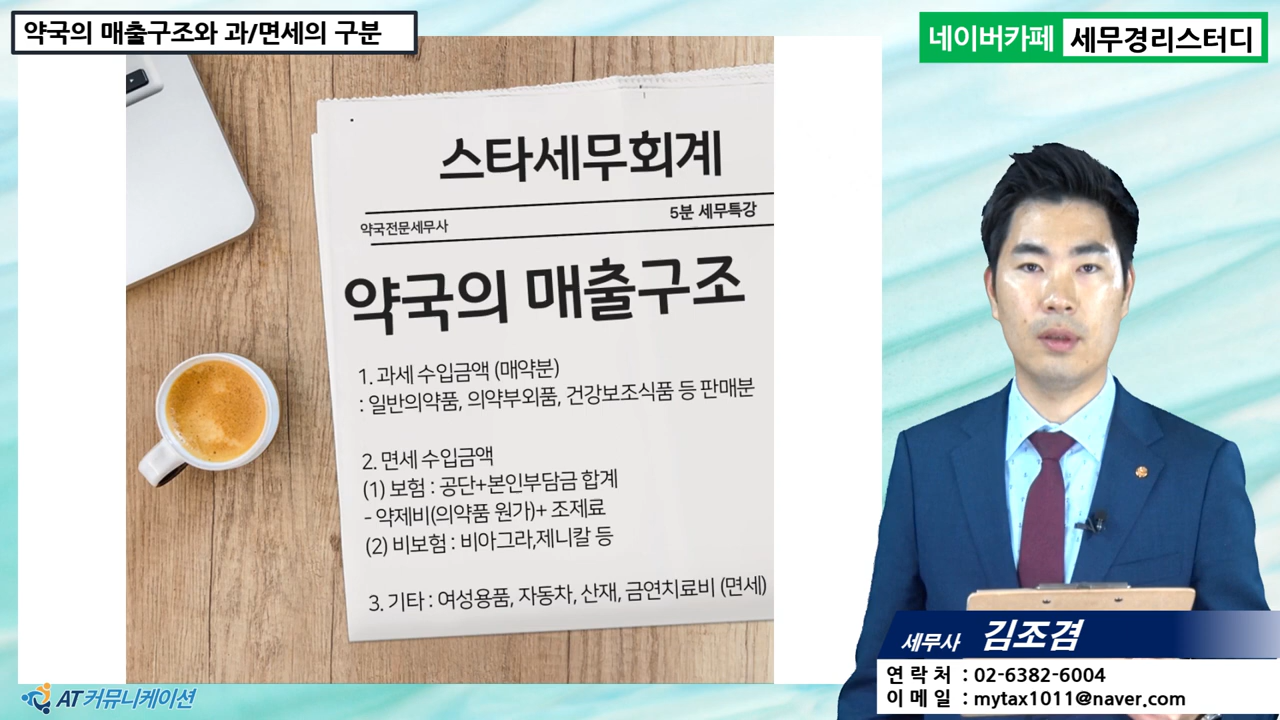 약국의 매출구조와 과/면세의 구분
네이버카페 세무경리스터디
스타세무회계
약국전문세무사
5분 세무특강
약국의 매출구조
1. 과세 수입금액 (매약분)
: 일반의약품, 의약부외품, 건강보조식품 등 판매분
2. 면세 수입금액
(1) 보험 : 공단+본인부담금 합계
- 약제비(의약품 원가)+ 조제료
(2) 비보험 : 비아그라,제니칼 등
3. 기타 : 여성용품, 자동차, 산재, 금연치료비 (면세)
세무사 김조겸
연 락 처 : 02-6382-6004
이 메 일 : mytax1011@naver.com
AT커뮤니케이션